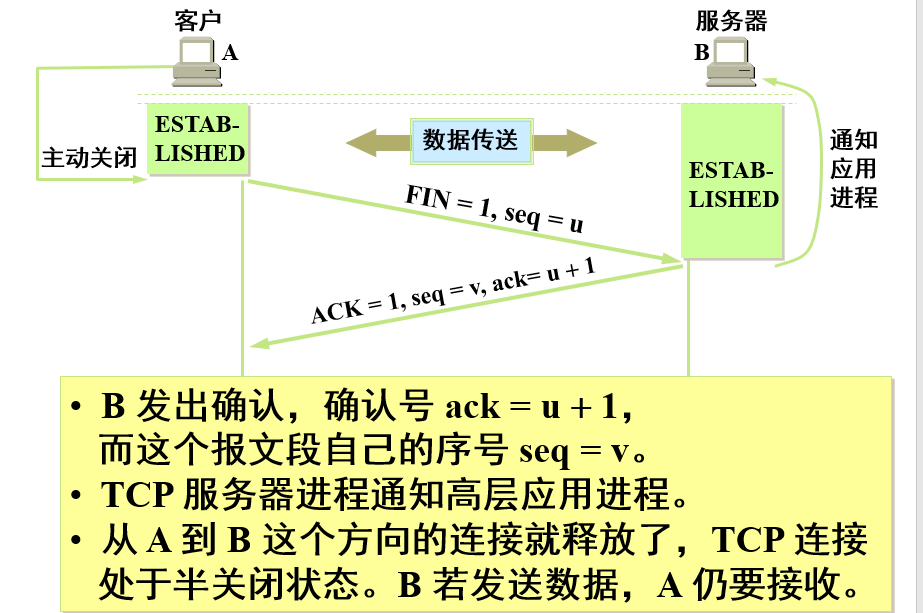 客户
服务器
A
B
ESTAB-
LISHED
数据传送
通知
应用
进程
主动关闭
ESTAB-
LISHED
FIN = 1, seq = u
ACK = 1, seq = v, ack= u + 1
• B 发出确认，确认号 ack = u + 1，
而这个报文段自己的序号 seq = v。
• TCP 服务器进程通知高层应用进程。
• 从 A 到 B 这个方向的连接就释放了，TCP 连接
处于半关闭状态。B 若发送数据，A 仍要接收。